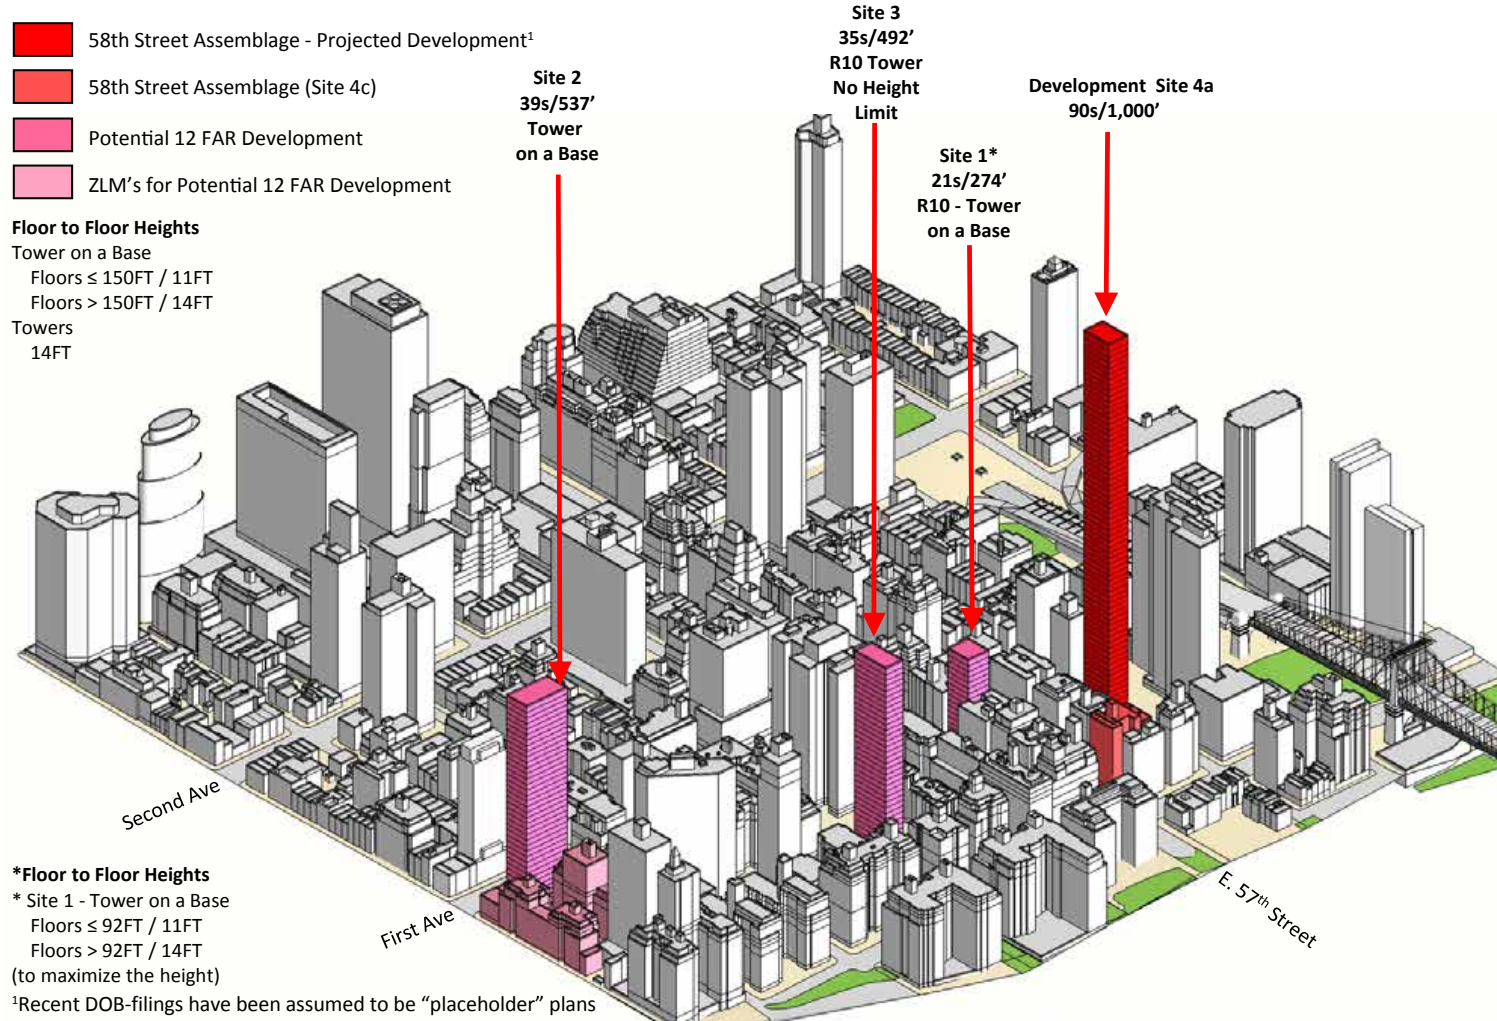 58th Street Assemblage - Projected Development¹
58th Street Assemblage (Site 4c)
Potential 12 FAR Development
ZLM's for Potential 12 FAR Development
Floor to Floor Heights
Tower on a Base
Floors ≤ 150FT / 11FT
Floors > 150FT / 14FT
Towers
14FT
Site 2
39s/537’
Tower
on a Base
Site 3
35s/492’
R10 Tower
No Height
Limit
Site 1*
21s/274’
R10 - Tower
on a Base
Development Site 4a
90s/1,000’
Second Ave
First Ave
E. 57th Street
*Floor to Floor Heights
* Site 1 - Tower on a Base
Floors ≤ 92FT / 11FT
Floors > 92FT / 14FT
(to maximize the height)
¹Recent DOB-filings have been assumed to be “placeholder” plans